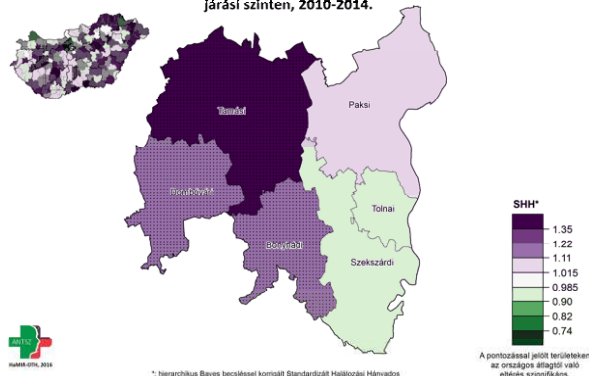 járási szinten, 2010-2014.
Tamási
Paksi
Dombóvári
Tolnai
Bonyhádi
Szekszárdi
SHH*
1.35
1.22
1.11
1.015
0.985
0.90
0.82
0.74
ANTSZ
HaMIR-OTH, 2016
A pontozással jelölt területeken
az országos átlagtól való
eltérés szignifikáns
*: hierarchikus Bayes becsléssel korrigált Standardizált Halálozási Hányados